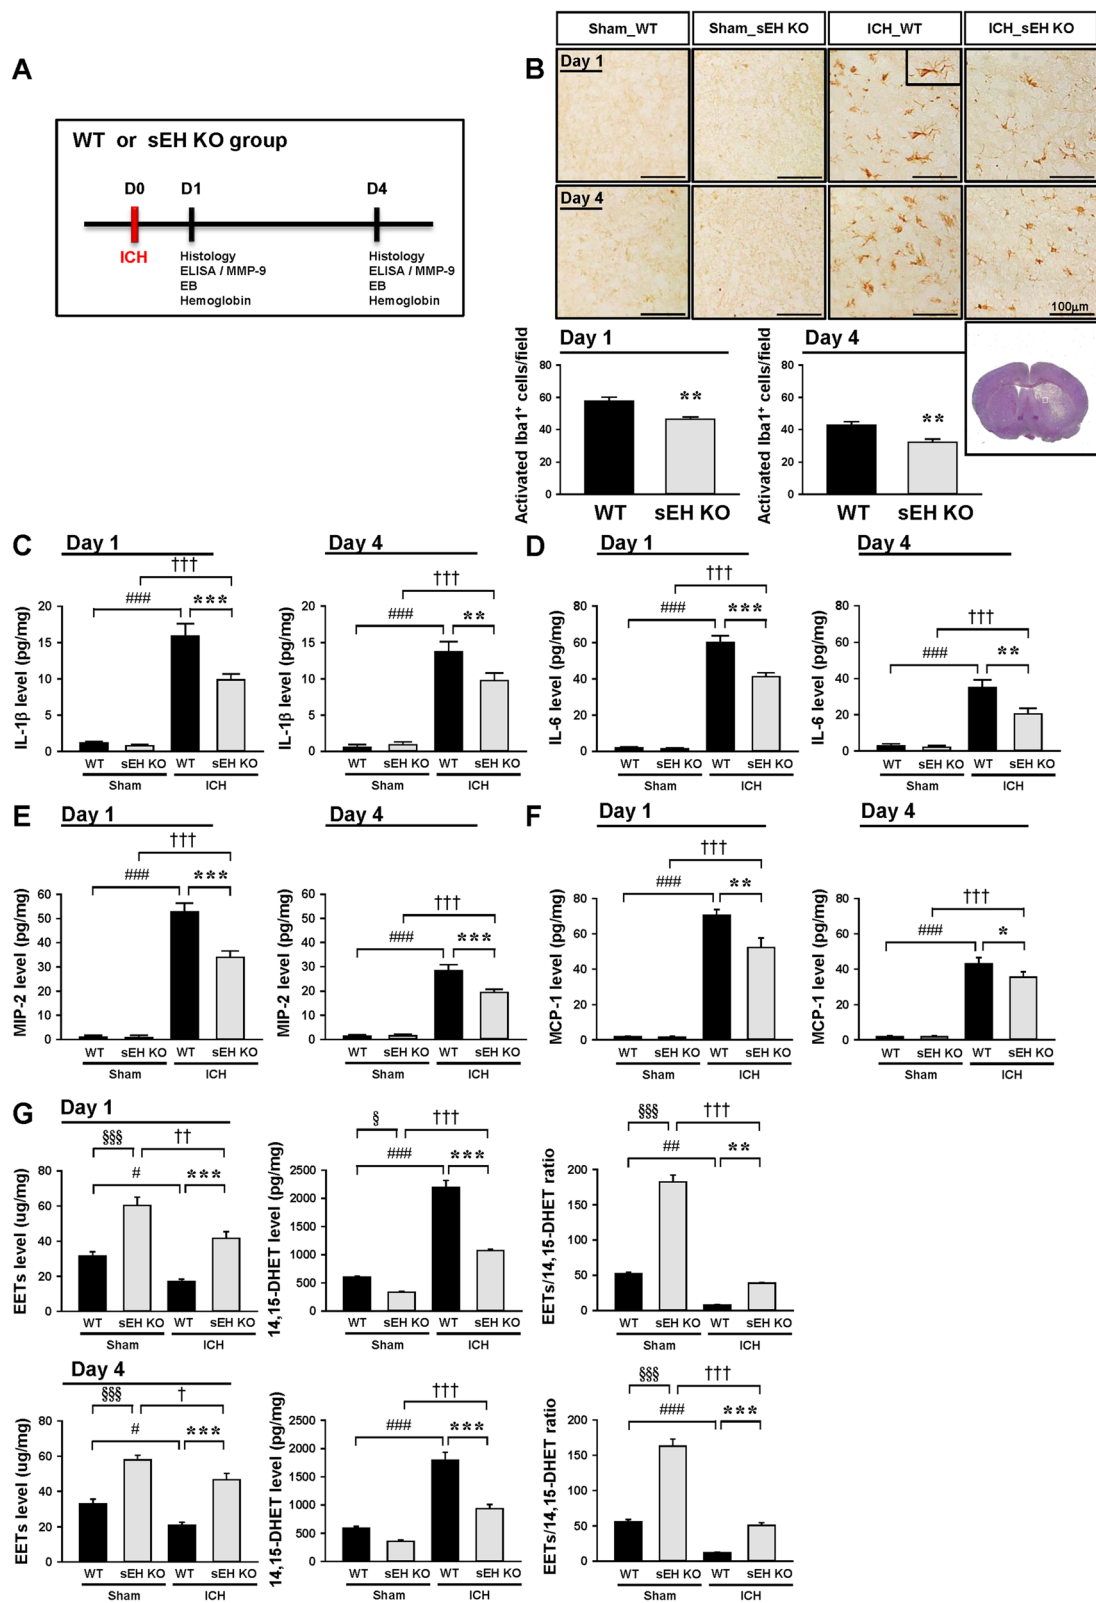 A
WT or sEH KO group
D0 D1 D4
ICH
Histology
ELISA / MMP-9
EB
Hemoglobin
Histology
ELISA / MMP-9
EB
Hemoglobin
B
Sham_WT Sham_sEH KO ICH_WT ICH_sEH KO
Day 1
Day 4
100μm
Day 1
Activated Iba1⁺ cells/field
80
60
40
20
0
**
WT sEH KO
Day 4
Activated Iba1⁺ cells/field
80
60
40
20
0
**
WT sEH KO
C
Day 1
†††
### ***
IL-1β level (pg/mg)
20
15
10
5
0
WT sEH KO WT sEH KO
Sham ICH
Day 4
†††
### **
IL-1β level (pg/mg)
20
15
10
5
0
WT sEH KO WT sEH KO
Sham ICH
D
Day 1
†††
### ***
IL-6 level (pg/mg)
80
60
40
20
0
WT sEH KO WT sEH KO
Sham ICH
Day 4
†††
### **
IL-6 level (pg/mg)
80
60
40
20
0
WT sEH KO WT sEH KO
Sham ICH
E
Day 1
†††
### ***
MIP-2 level (pg/mg)
60
50
40
30
20
10
0
WT sEH KO WT sEH KO
Sham ICH
Day 4
†††
### ***
MIP-2 level (pg/mg)
60
50
40
30
20
10
0
WT sEH KO WT sEH KO
Sham ICH
F
Day 1
†††
### **
MCP-1 level (pg/mg)
80
60
40
20
0
WT sEH KO WT sEH KO
Sham ICH
Day 4
†††
### *
MCP-1 level (pg/mg)
80
60
40
20
0
WT sEH KO WT sEH KO
Sham ICH
G
Day 1
§§§ ††
# ***
EETs level (ug/mg)
80
60
40
20
0
WT sEH KO WT sEH KO
Sham ICH
§ †††
### ***
14,15-DHET level (pg/mg)
2500
2000
1500
1000
500
0
WT sEH KO WT sEH KO
Sham ICH
§§§ †††
## **
EETs/14,15-DHET ratio
200
150
100
50
0
WT sEH KO WT sEH KO
Sham ICH
Day 4
§§§ †
# ***
EETs level (ug/mg)
80
60
40
20
0
WT sEH KO WT sEH KO
Sham ICH
†††
### ***
14,15-DHET level (pg/mg)
2500
2000
1500
1000
500
0
WT sEH KO WT sEH KO
Sham ICH
§§§ †††
### ***
EETs/14,15-DHET ratio
200
150
100
50
0
WT sEH KO WT sEH KO
Sham ICH